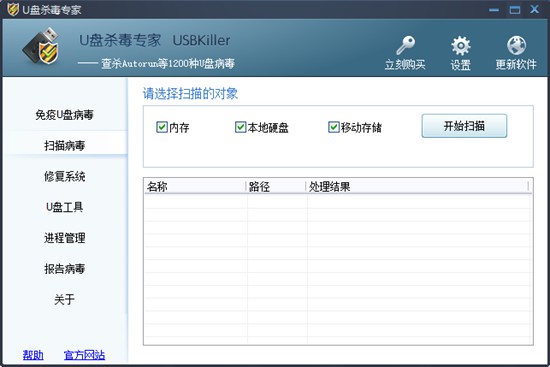 U盘杀毒专家
U盘杀毒专家 USBKiller
—— 查杀Autorun等1200种U盘病毒
立刻购买 设置 更新软件
免疫U盘病毒
扫描病毒
修复系统
U盘工具
进程管理
报告病毒
关于
帮助 官方网站
请选择扫描的对象
内存 本地硬盘 移动存储 开始扫描
名称 路径 处理结果